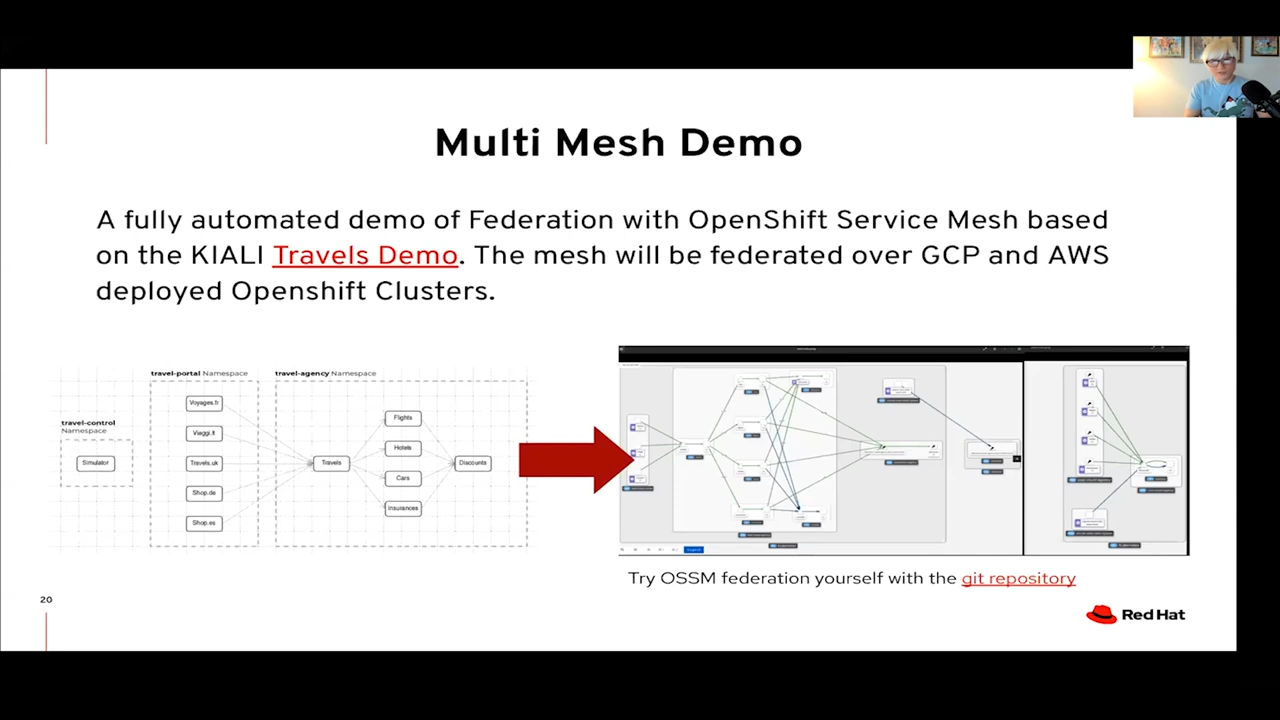 Multi Mesh Demo
A fully automated demo of Federation with OpenShift Service Mesh based
on the KIALI Travels Demo. The mesh will be federated over GCP and AWS
deployed Openshift Clusters.
travel-control
Namespace
Simulator
travel-portal Namespace
Voyages.fr
Viaggi.it
Travels.uk
Shop.de
Shop.es
travel-agency Namespace
Travels
Flights
Hotels
Cars
Insurances
Discounts
Try OSSM federation yourself with the git repository
20
Red Hat